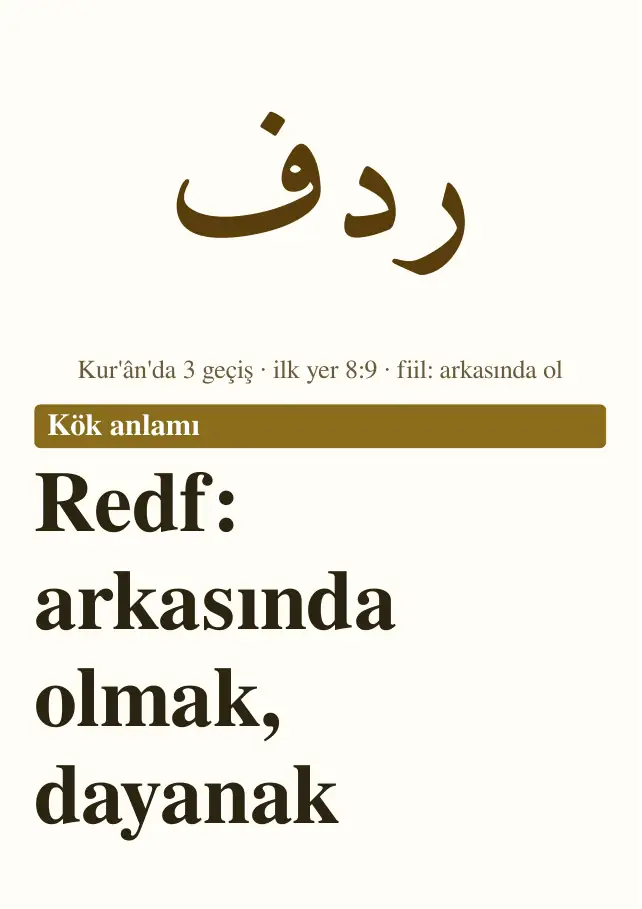 ردف
Kur'ân'da 3 geçiş · ilk yer 8:9 · fiil: arkasında ol
Kök anlamı
Redf:
arkasında
olmak,
dayanak